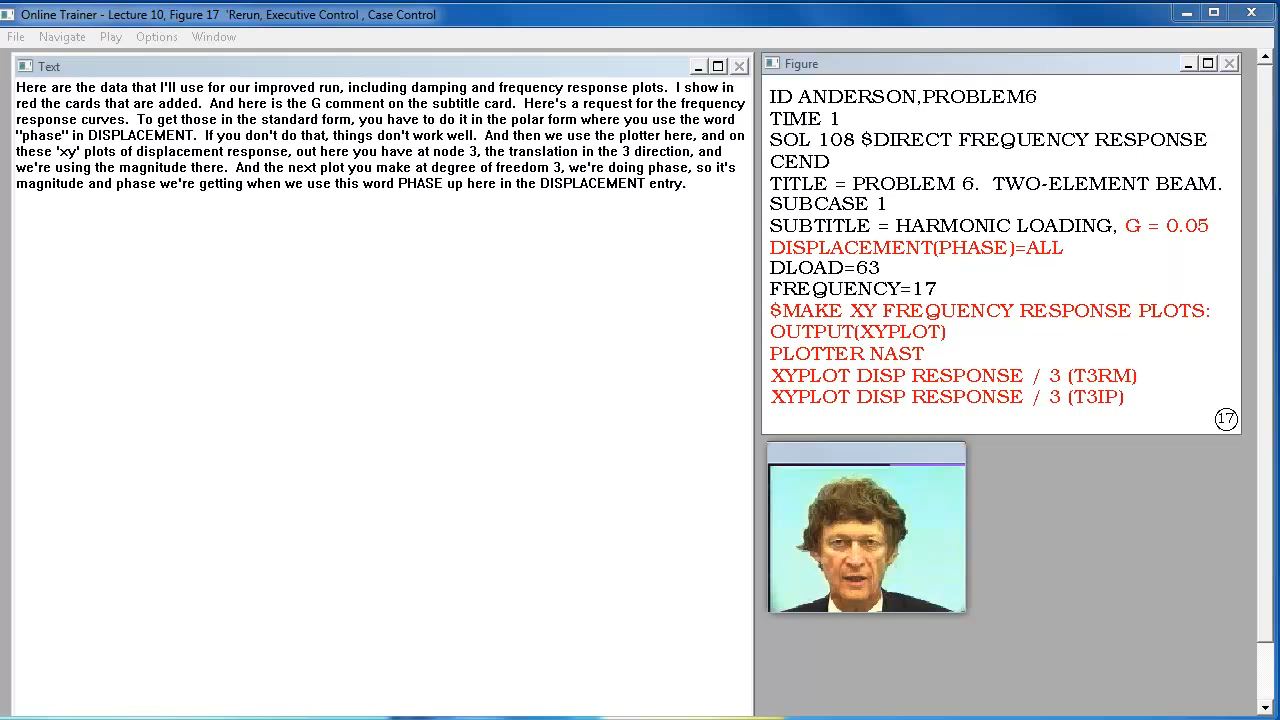 Online Trainer - Lecture 10, Figure 17  'Rerun, Executive Control , Case Control
File Navigate Play Options Window
Text
Here are the data that I'll use for our improved run, including damping and frequency response plots.  I show in
red the cards that are added.  And here is the G comment on the subtitle card.  Here's a request for the frequency
response curves.  To get those in the standard form, you have to do it in the polar form where you use the word
"phase" in DISPLACEMENT.  If you don't do that, things don't work well.  And then we use the plotter here, and on
these 'xy' plots of displacement response, out here you have at node 3, the translation in the 3 direction, and
we're using the magnitude there.  And the next plot you make at degree of freedom 3, we're doing phase, so it's
magnitude and phase we're getting when we use this word PHASE up here in the DISPLACEMENT entry.
Figure
ID ANDERSON,PROBLEM6
TIME 1
SOL 108 $DIRECT FREQUENCY RESPONSE
CEND
TITLE = PROBLEM 6.  TWO-ELEMENT BEAM.
SUBCASE 1
SUBTITLE = HARMONIC LOADING, G = 0.05
DISPLACEMENT(PHASE)=ALL
DLOAD=63
FREQUENCY=17
$MAKE XY FREQUENCY RESPONSE PLOTS:
OUTPUT(XYPLOT)
PLOTTER NAST
XYPLOT DISP RESPONSE / 3 (T3RM)
XYPLOT DISP RESPONSE / 3 (T3IP)
17